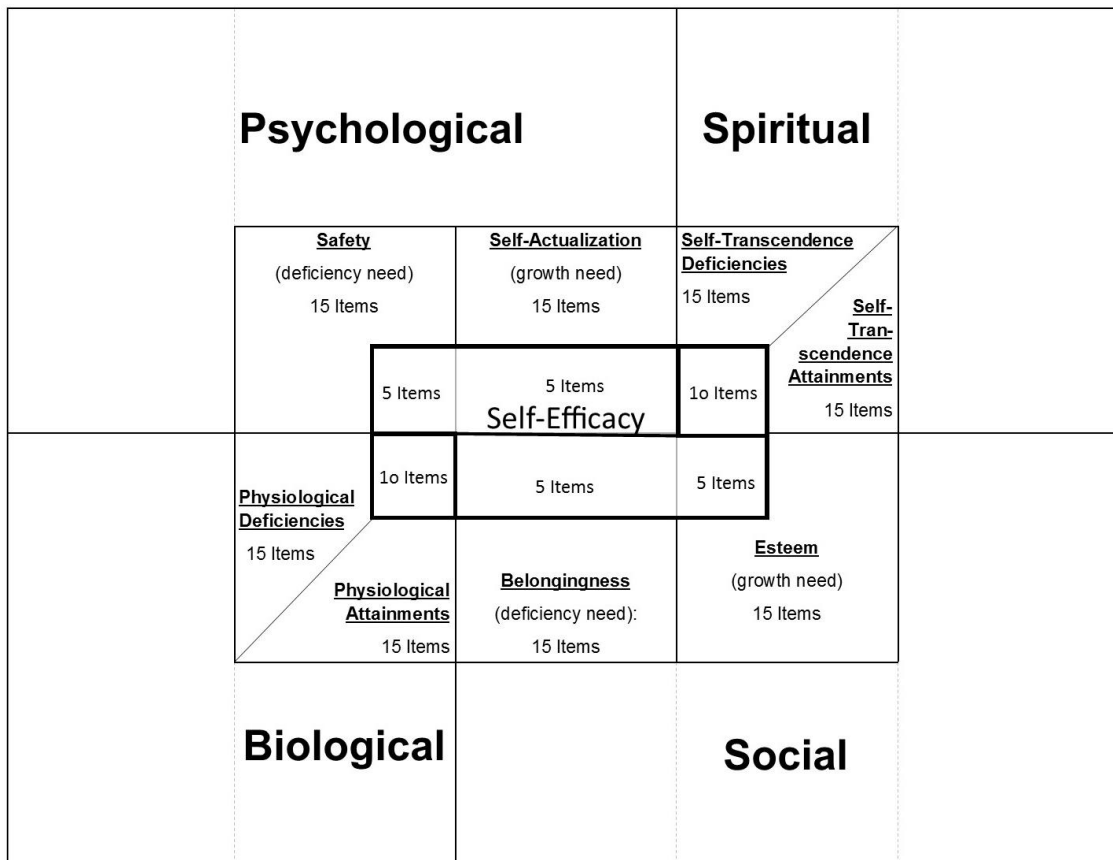 Psychological
Spiritual
Safety
(deficiency need)
15 Items
Self-Actualization
(growth need)
15 Items
Self-Transcendence
Deficiencies
15 Items
Self-
Tran-
scendence
Attainments
15 Items
5 Items
5 Items
1o Items
Self-Efficacy
1o Items
5 Items
5 Items
Physiological
Deficiencies
15 Items
Physiological
Attainments
15 Items
Belongingness
(deficiency need):
15 Items
Esteem
(growth need)
15 Items
Biological
Social